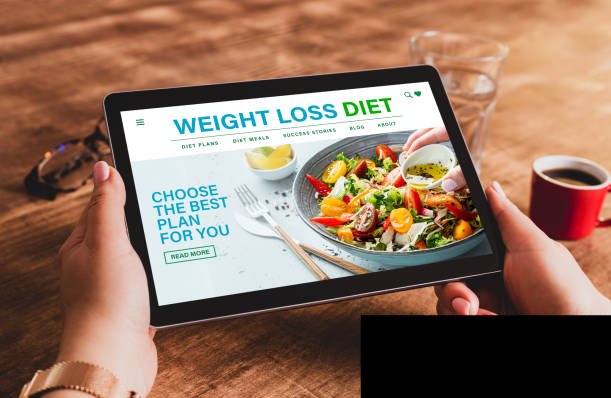 WEIGHT LOSS DIET
DIET PLANS DIET MEALS SUCCESS STORIES BLOG ABOUT
CHOOSE
THE BEST
PLAN
FOR YOU
READ MORE